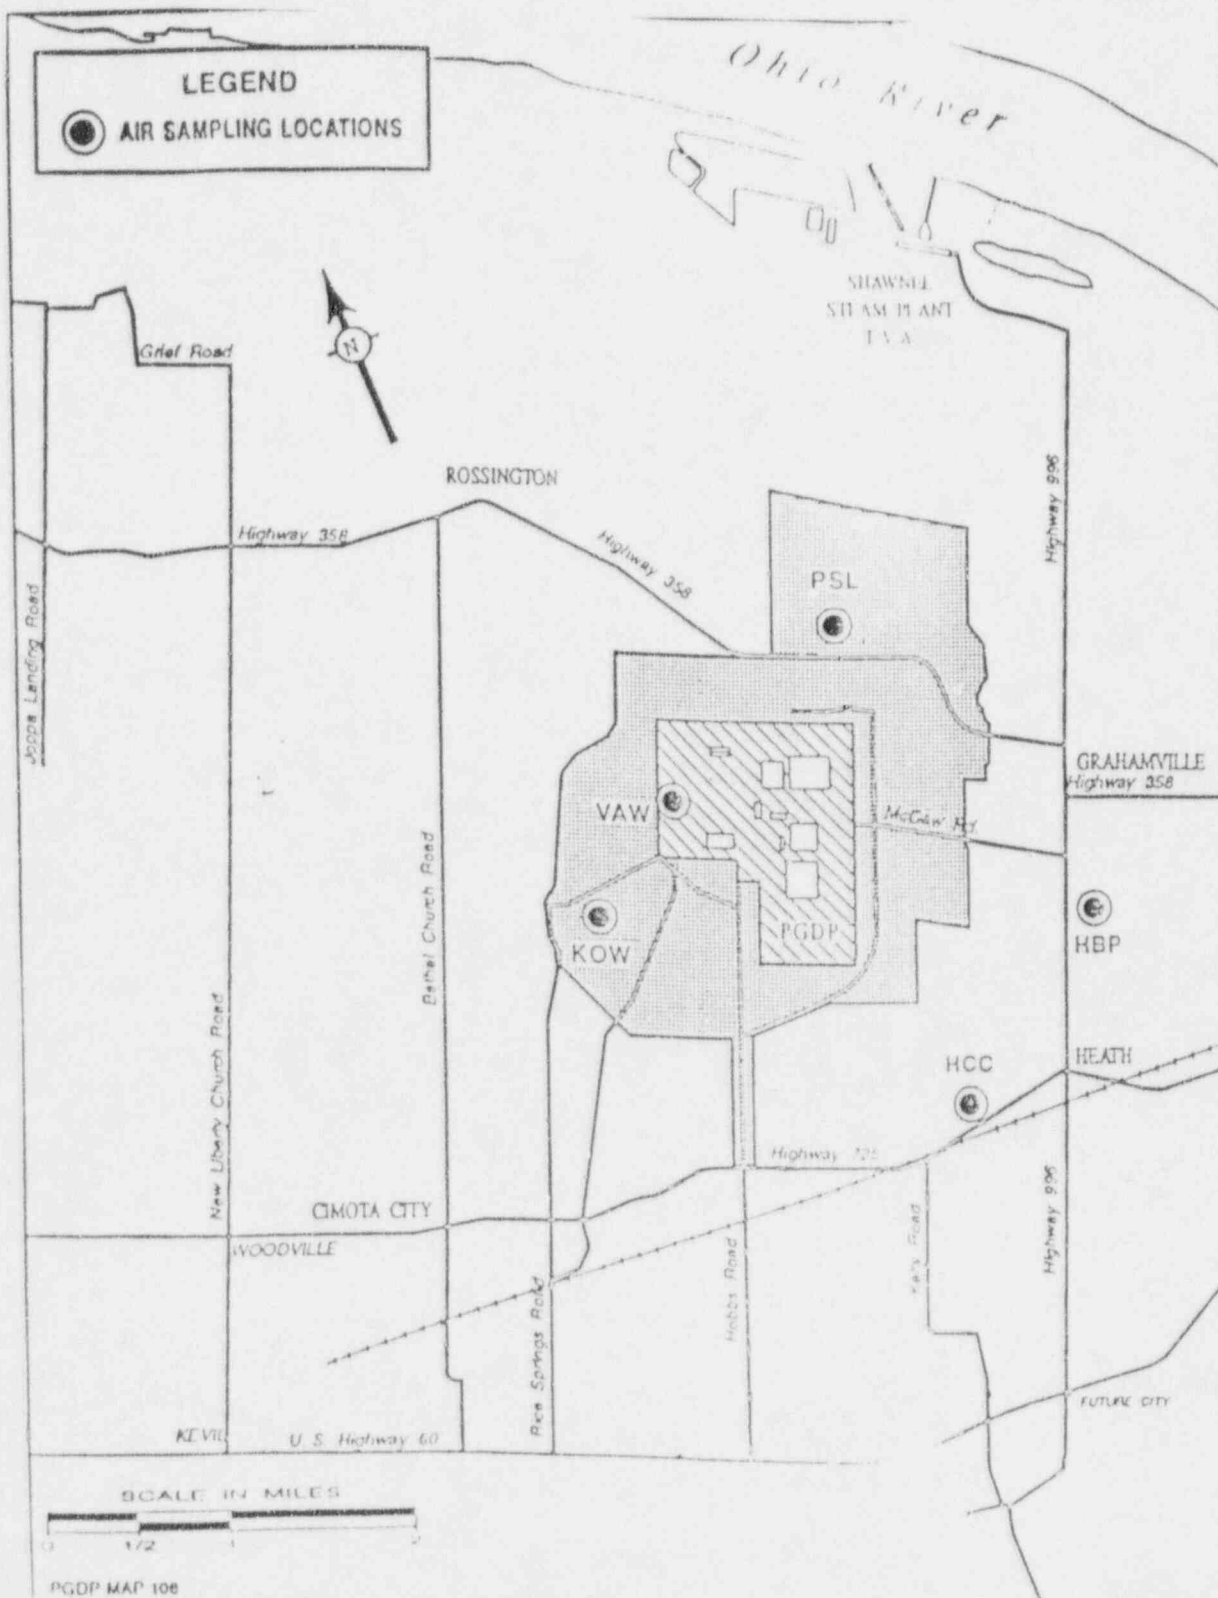 LEGEND
AIR SAMPLING LOCATIONS
Ohio River
SHAWNEE
STEAM PLANT
T V A
N
Grief Road
ROSSINGTON
Highway 358
Highway 358
Highway 996
PSL
Joppa Landing Road
GRAHAMVILLE
Highway 358
VAW
McCaw Rd.
Bethel Church Road
KOW
PGDP
HBP
New Liberty Church Road
HCC
HEATH
Highway 725
CIMOTA CITY
WOODVILLE
Rice Springs Road
Hobbs Road
Kelly Road
Highway 996
FUTURE CITY
KEVIL
U. S. Highway 60
SCALE IN MILES
0 1/2 1 2
PGDP MAP 106